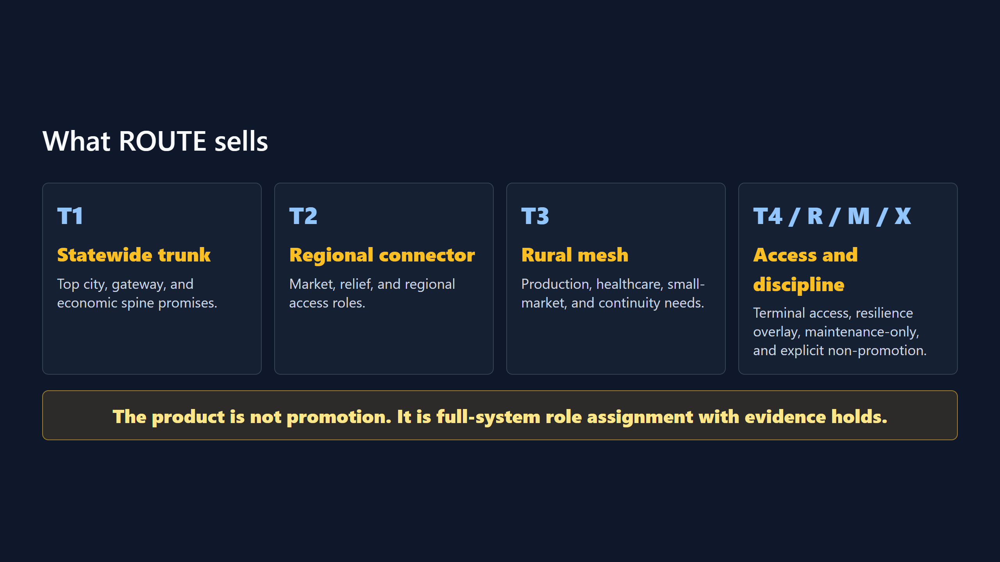 What ROUTE sells
T1
Statewide trunk
Top city, gateway, and
economic spine promises.
T2
Regional connector
Market, relief, and regional
access roles.
T3
Rural mesh
Production, healthcare, small-
market, and continuity needs.
T4 / R / M / X
Access and
discipline
Terminal access, resilience
overlay, maintenance-only,
and explicit non-promotion.
The product is not promotion. It is full-system role assignment with evidence holds.